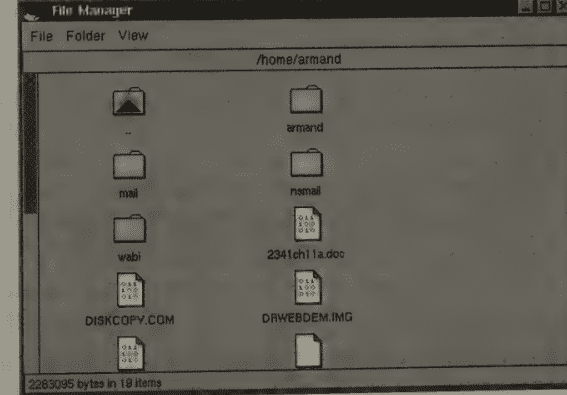 File Manager
File Folder View
/home/armand
..
armand
mail
nsmail
wabi
2341ch11a.doc
DISKCOPY.COM
DRWEBDEM.IMG
2283095 bytes in 19 items